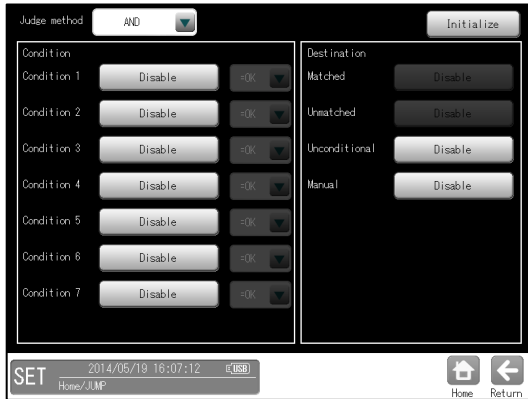 Judge method AND Initialize
Condition
Condition 1 Disable =OK
Condition 2 Disable =OK
Condition 3 Disable =OK
Condition 4 Disable =OK
Condition 5 Disable =OK
Condition 6 Disable =OK
Condition 7 Disable =OK
Destination
Matched Disable
Unmatched Disable
Unconditional Disable
Manual Disable
SET 2014/05/19 16:07:12 USB
Home/JUMP
Home Return